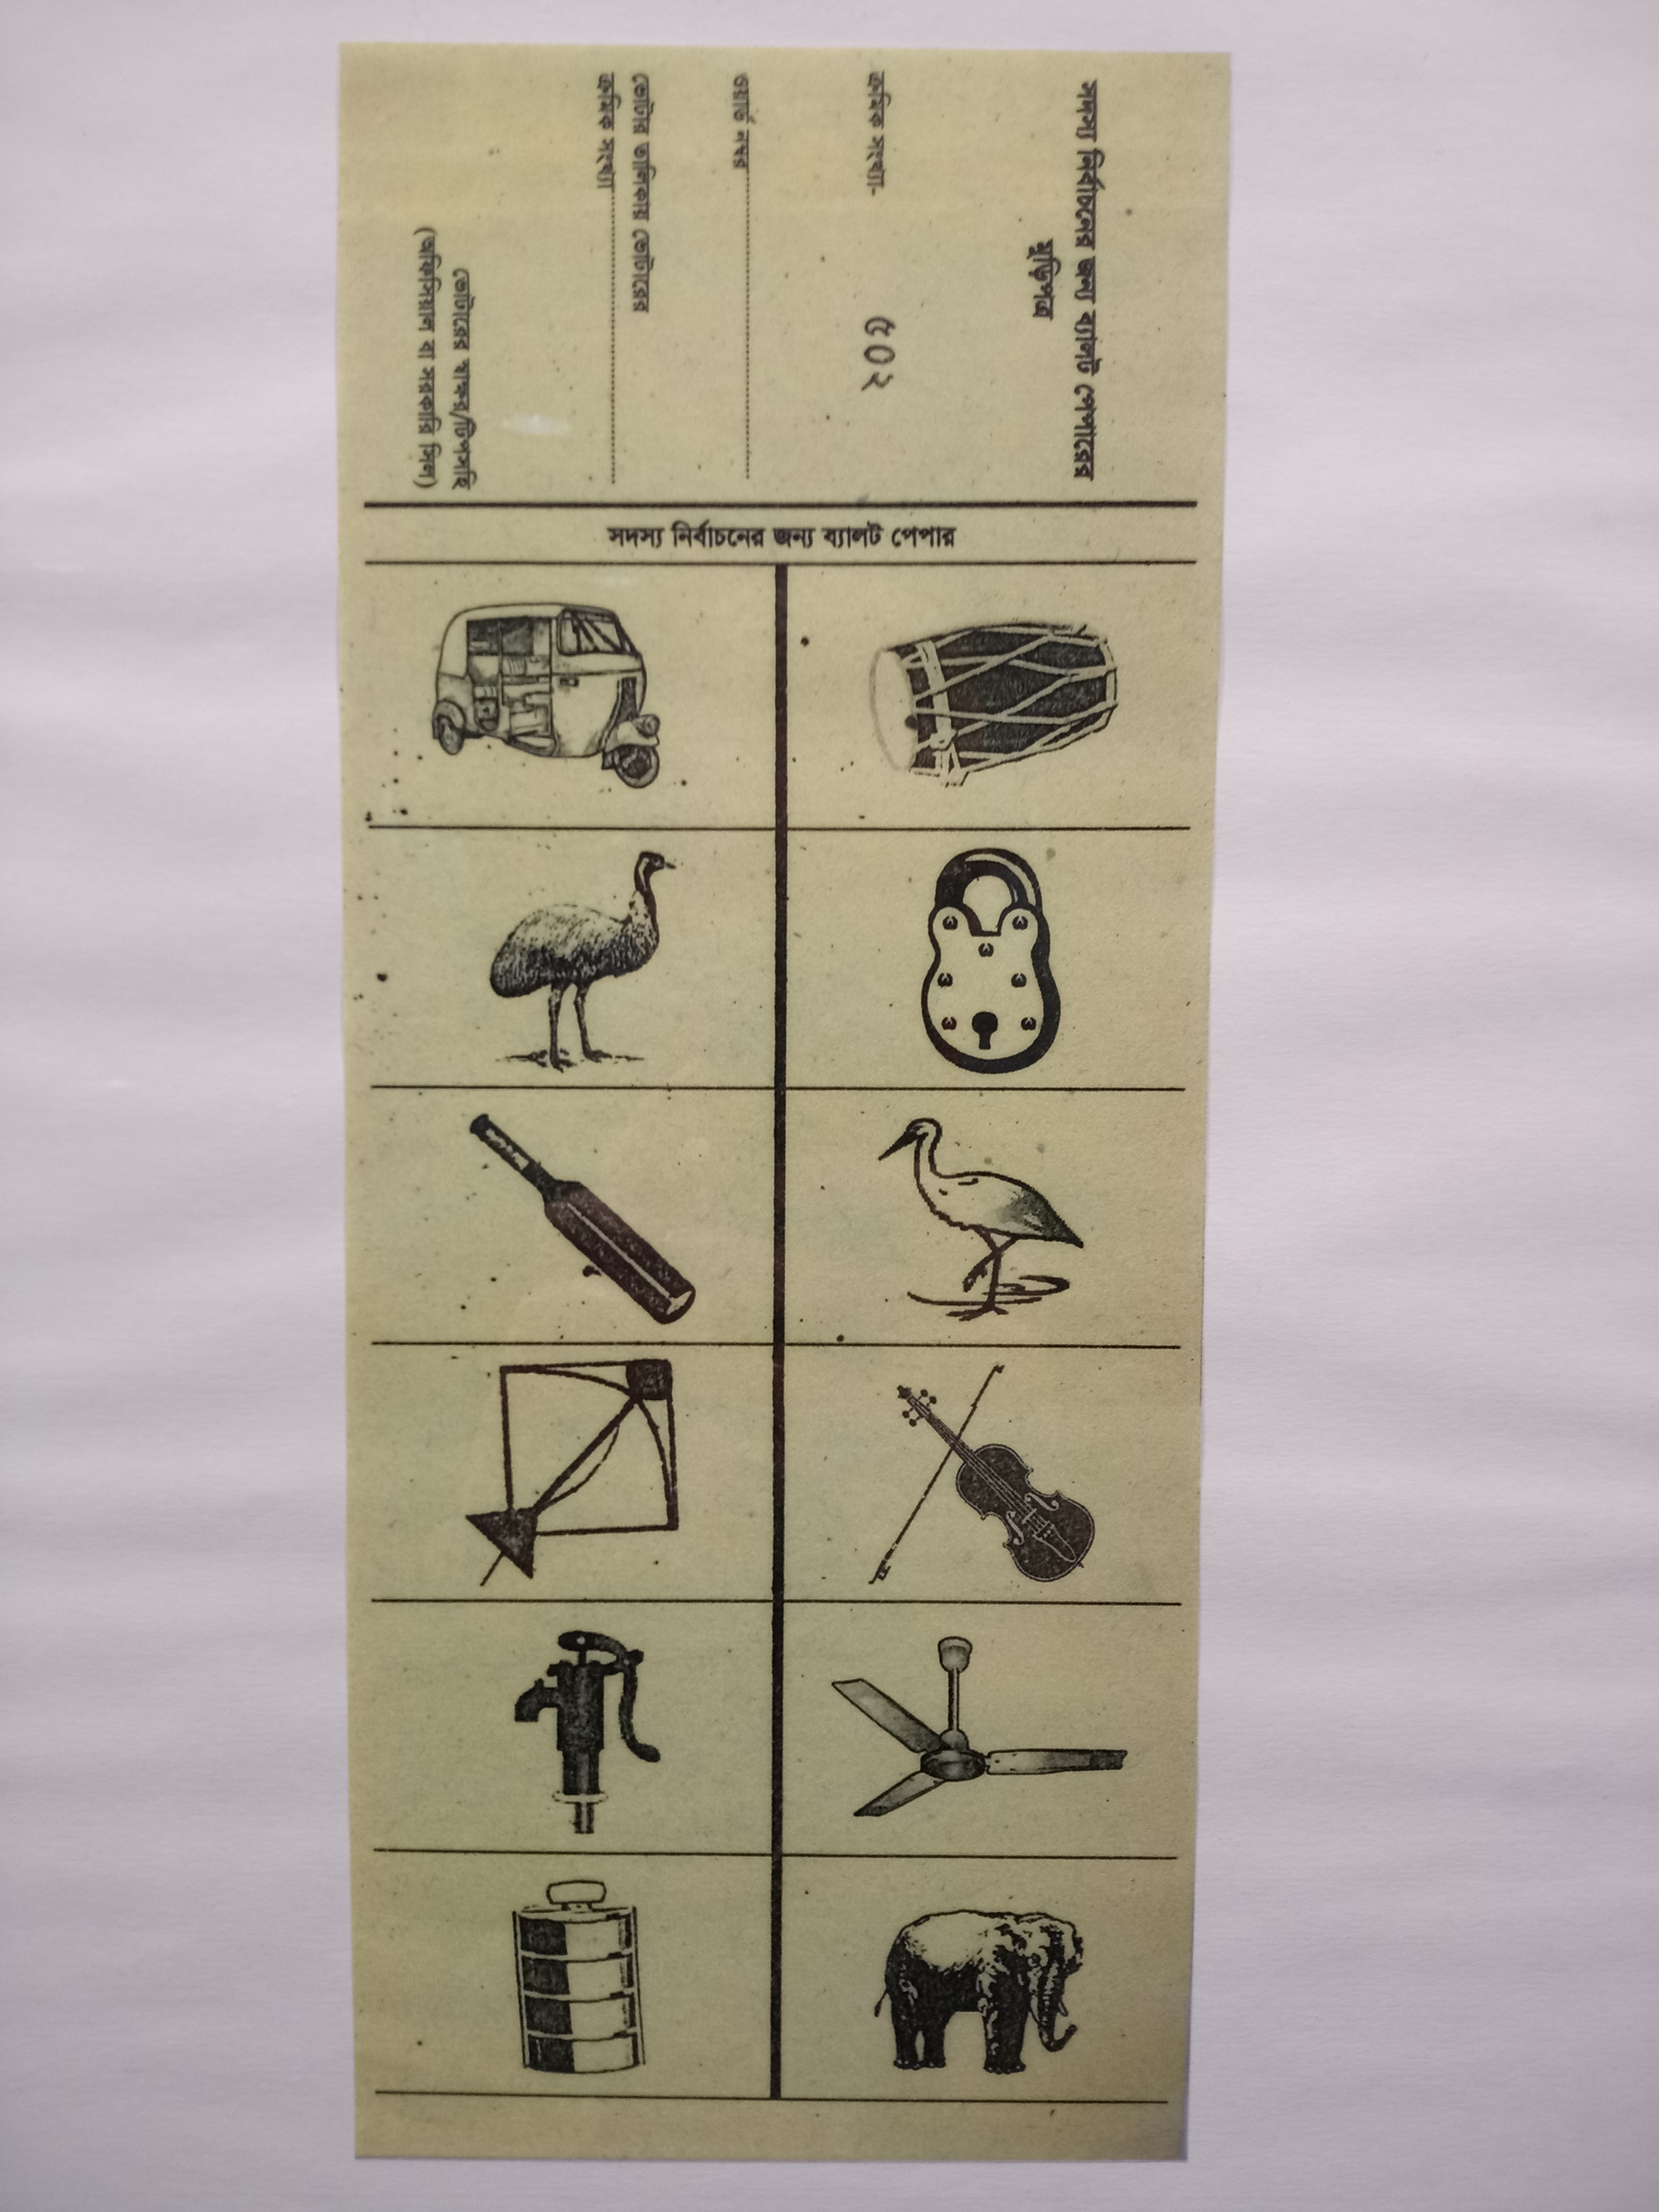 সদস্য নির্বাচনের জন্য ব্যালট পেপারের
মুড়িপত্র
ক্রমিক সংখ্যা- ৫০২
ওয়ার্ড নম্বর
ভোটার তালিকায় ভোটারের
ক্রমিক সংখ্যা
ভোটারের স্বাক্ষর/টিপসহি
(অফিসিয়াল বা সরকারি সিল)
সদস্য নির্বাচনের জন্য ব্যালট পেপার